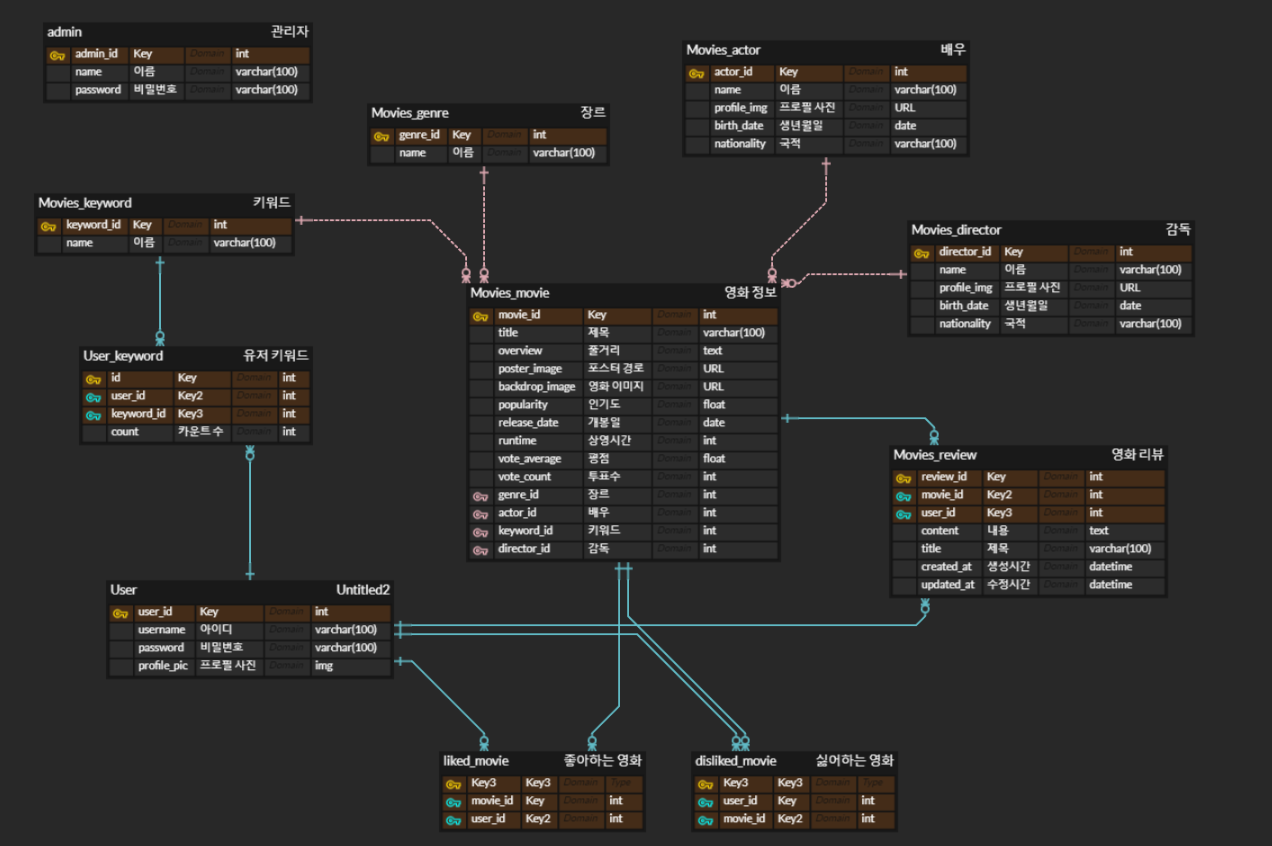 admin 관리자
admin_id Key Domain int
name 이름 Domain varchar(100)
password 비밀번호 Domain varchar(100)
Movies_actor 배우
actor_id Key Domain int
name 이름 Domain varchar(100)
profile_img 프로필 사진 Domain URL
birth_date 생년월일 Domain date
nationality 국적 Domain varchar(100)
Movies_genre 장르
genre_id Key Domain int
name 이름 Domain varchar(100)
Movies_keyword 키워드
keyword_id Key Domain int
name 이름 Domain varchar(100)
Movies_director 감독
director_id Key Domain int
name 이름 Domain varchar(100)
profile_img 프로필 사진 Domain URL
birth_date 생년월일 Domain date
nationality 국적 Domain varchar(100)
Movies_movie 영화 정보
movie_id Key Domain int
title 제목 Domain varchar(100)
overview 줄거리 Domain text
poster_image 포스터 경로 Domain URL
backdrop_image 영화 이미지 Domain URL
popularity 인기도 Domain float
release_date 개봉일 Domain date
runtime 상영시간 Domain int
vote_average 평점 Domain float
vote_count 투표수 Domain int
genre_id 장르 Domain int
actor_id 배우 Domain int
keyword_id 키워드 Domain int
director_id 감독 Domain int
User_keyword 유저 키워드
id Key Domain int
user_id Key2 Domain int
keyword_id Key3 Domain int
count 카운트 수 Domain int
Movies_review 영화 리뷰
review_id Key Domain int
movie_id Key2 Domain int
user_id Key3 Domain int
content 내용 Domain text
title 제목 Domain varchar(100)
created_at 생성시간 Domain datetime
updated_at 수정시간 Domain datetime
User Untitled2
user_id Key Domain int
username 아이디 Domain varchar(100)
password 비밀번호 Domain varchar(100)
profile_pic 프로필 사진 Domain img
liked_movie 좋아하는 영화
Key3 Key3 Domain Type
movie_id Key Domain int
user_id Key2 Domain int
disliked_movie 싫어하는 영화
Key3 Key3 Domain Type
user_id Key Domain int
movie_id Key2 Domain int